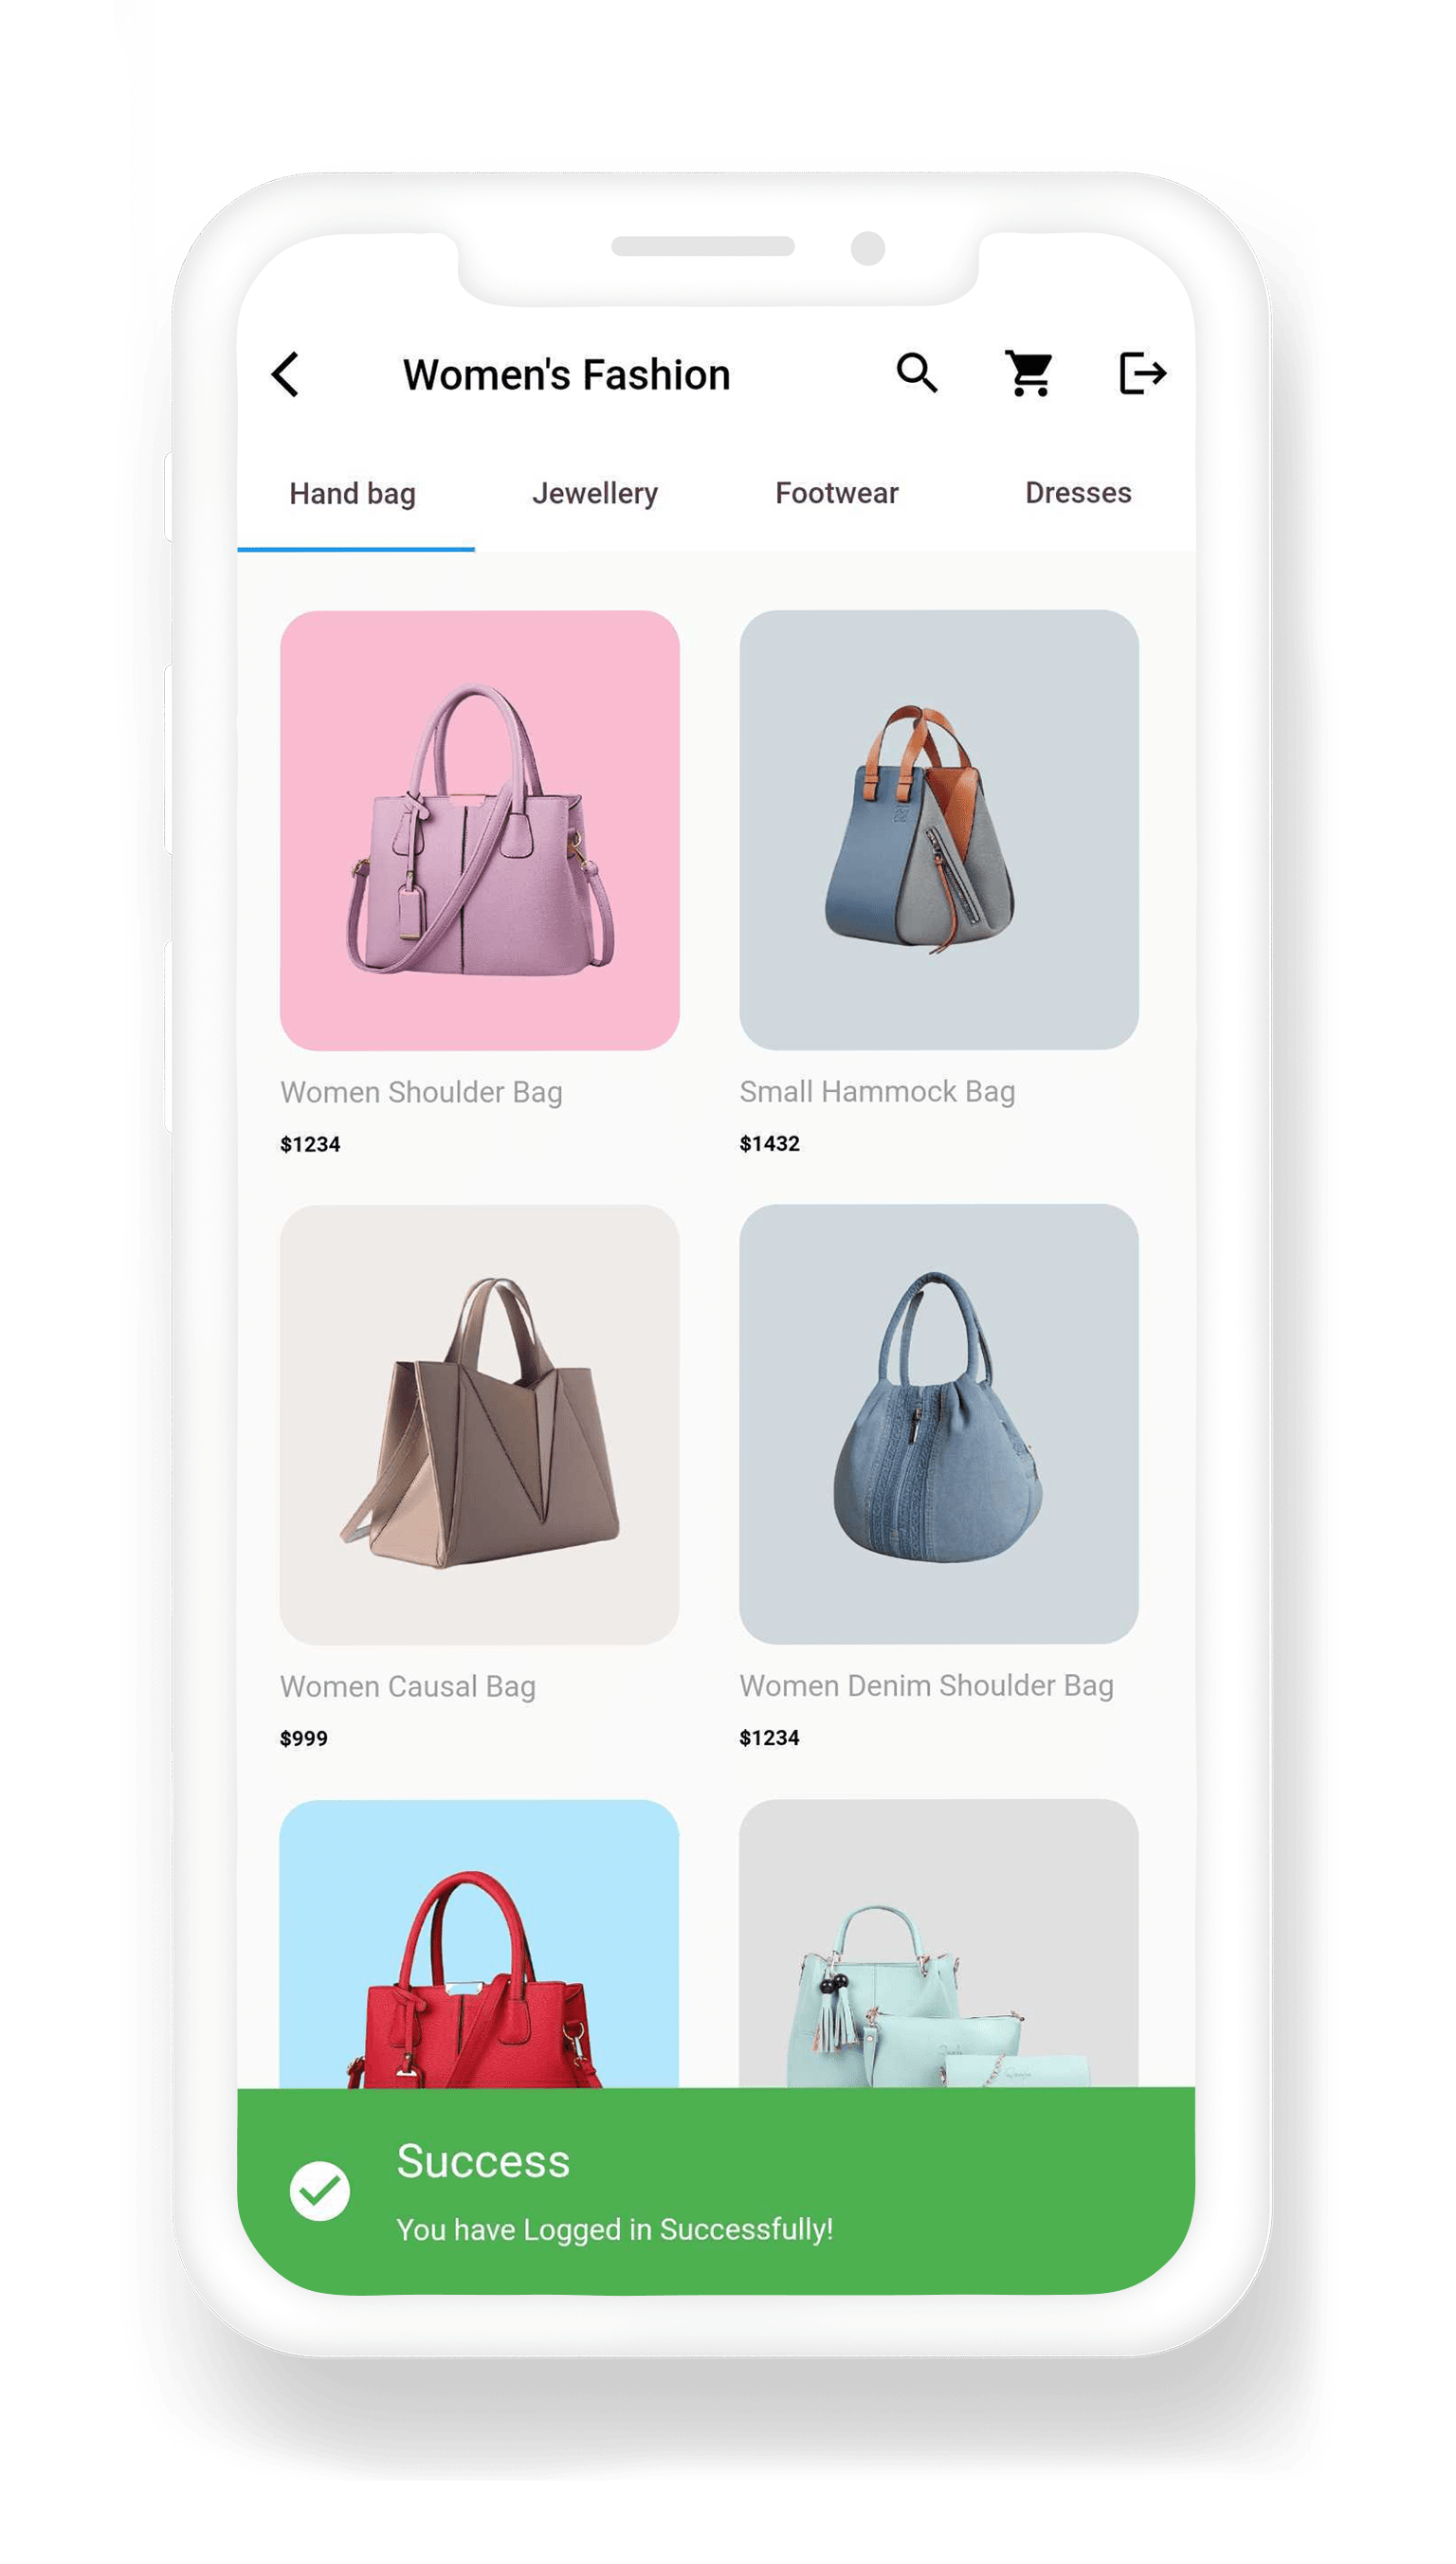 Women's Fashion
Hand bag Jewellery Footwear Dresses
Women Shoulder Bag
$1234
Small Hammock Bag
$1432
Women Causal Bag
$999
Women Denim Shoulder Bag
$1234
Success
You have Logged in Successfully!